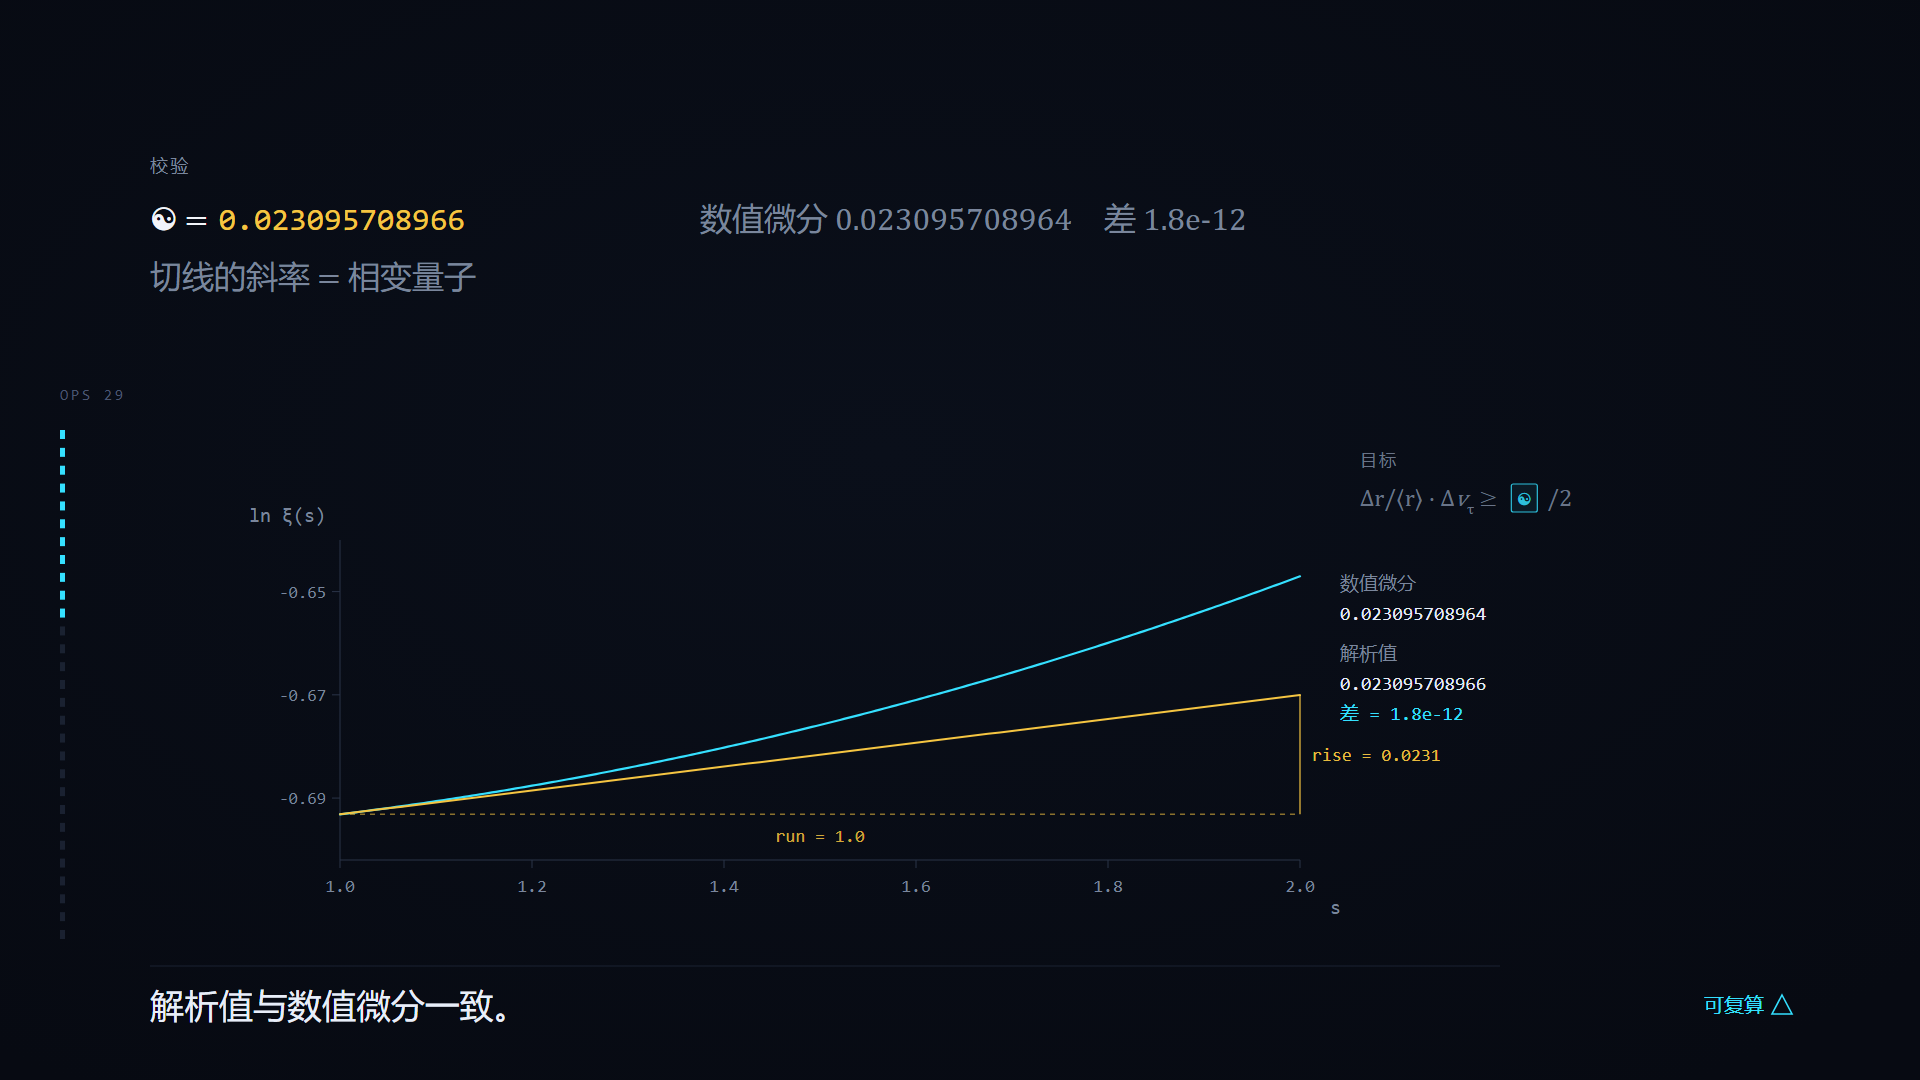 校验
☯ = 0.023095708966
数值微分 0.023095708964 差 1.8e-12
切线的斜率 = 相变量子
OPS 29
目标
Δr/⟨r⟩ · Δv_τ ≥ ☯ /2
ln ξ(s)
-0.65
-0.67
-0.69
数值微分
0.023095708964
解析值
0.023095708966
差 = 1.8e-12
rise = 0.0231
run = 1.0
1.0 1.2 1.4 1.6 1.8 2.0
s
解析值与数值微分一致。
可复算 △